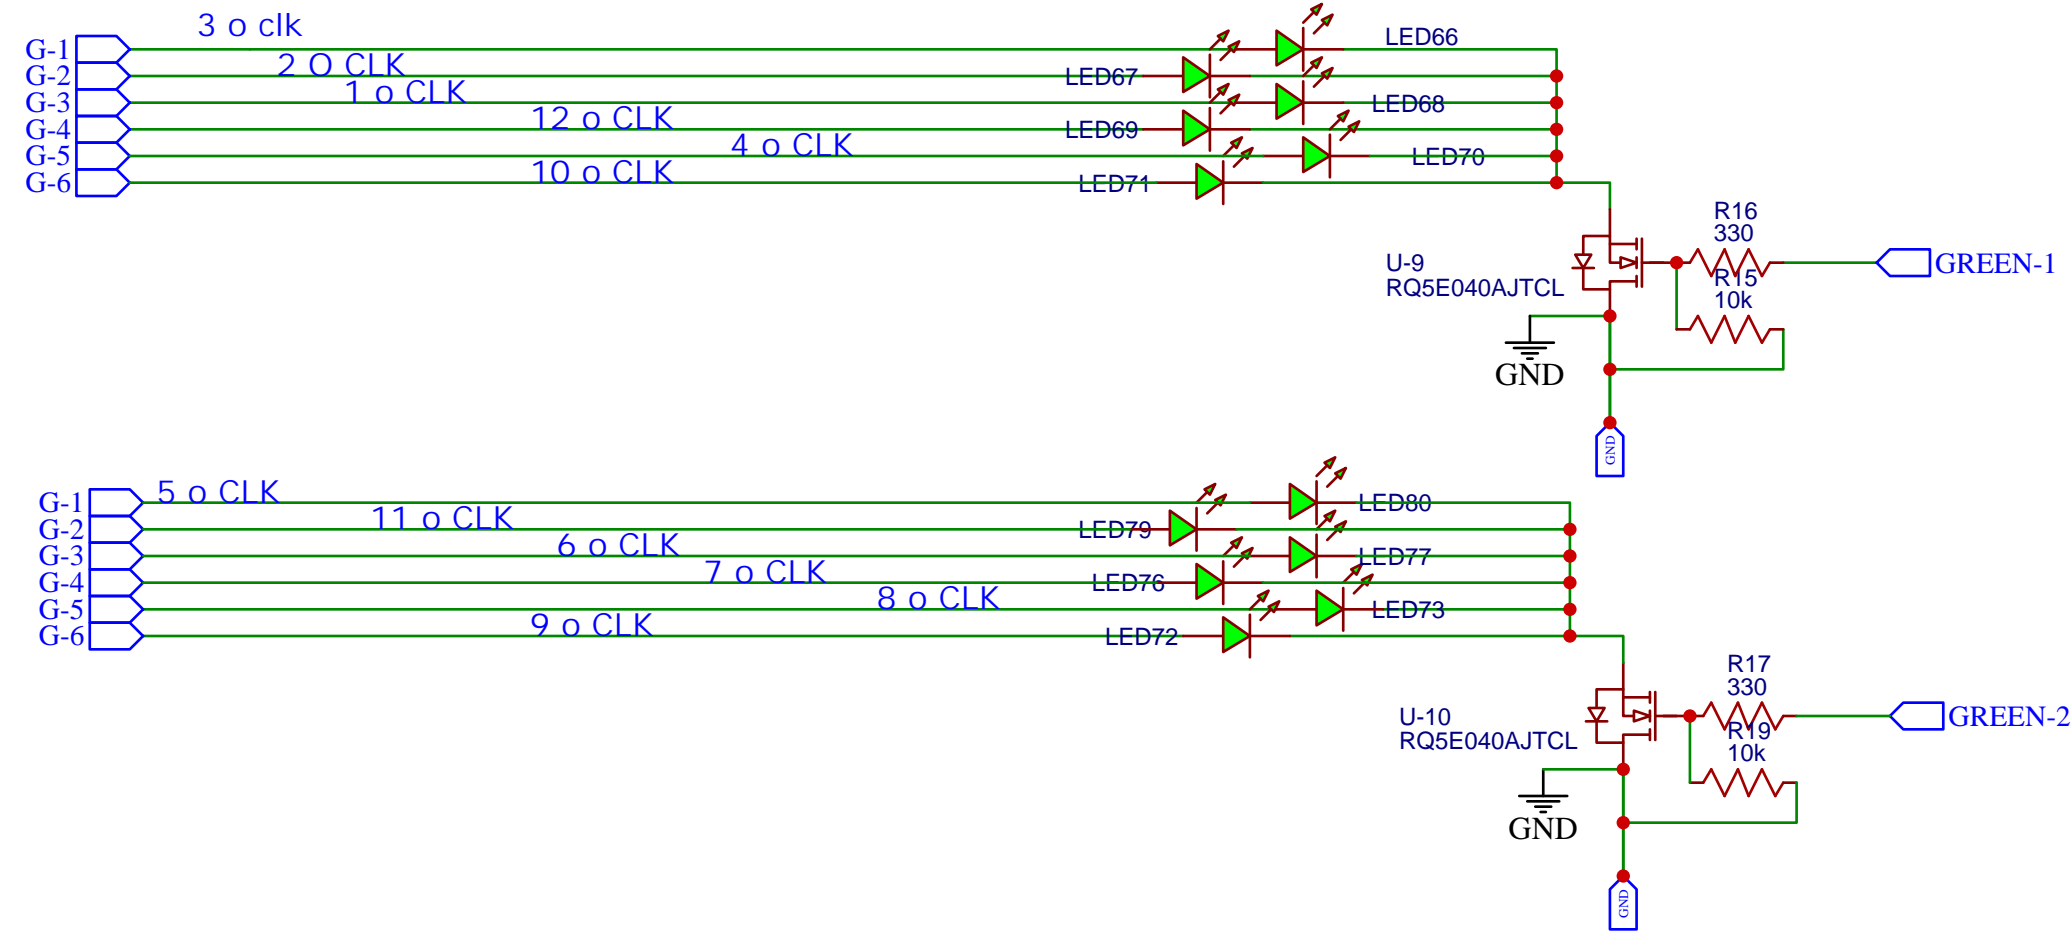 3 o clk
G-1
LED66
G-2
2 O CLK
LED67
G-3
1 o CLK
LED68
G-4
12 o CLK
LED69
G-5
4 o CLK
LED70
G-6
10 o CLK
LED71
R16
330
U-9
RQ5E040AJTCL
GREEN-1
R15
10k
GND
GND
G-1
5 o CLK
LED80
G-2
11 o CLK
LED79
G-3
6 o CLK
LED77
G-4
7 o CLK
LED76
G-5
8 o CLK
LED73
G-6
9 o CLK
LED72
R17
330
U-10
RQ5E040AJTCL
GREEN-2
R19
10k
GND
GND